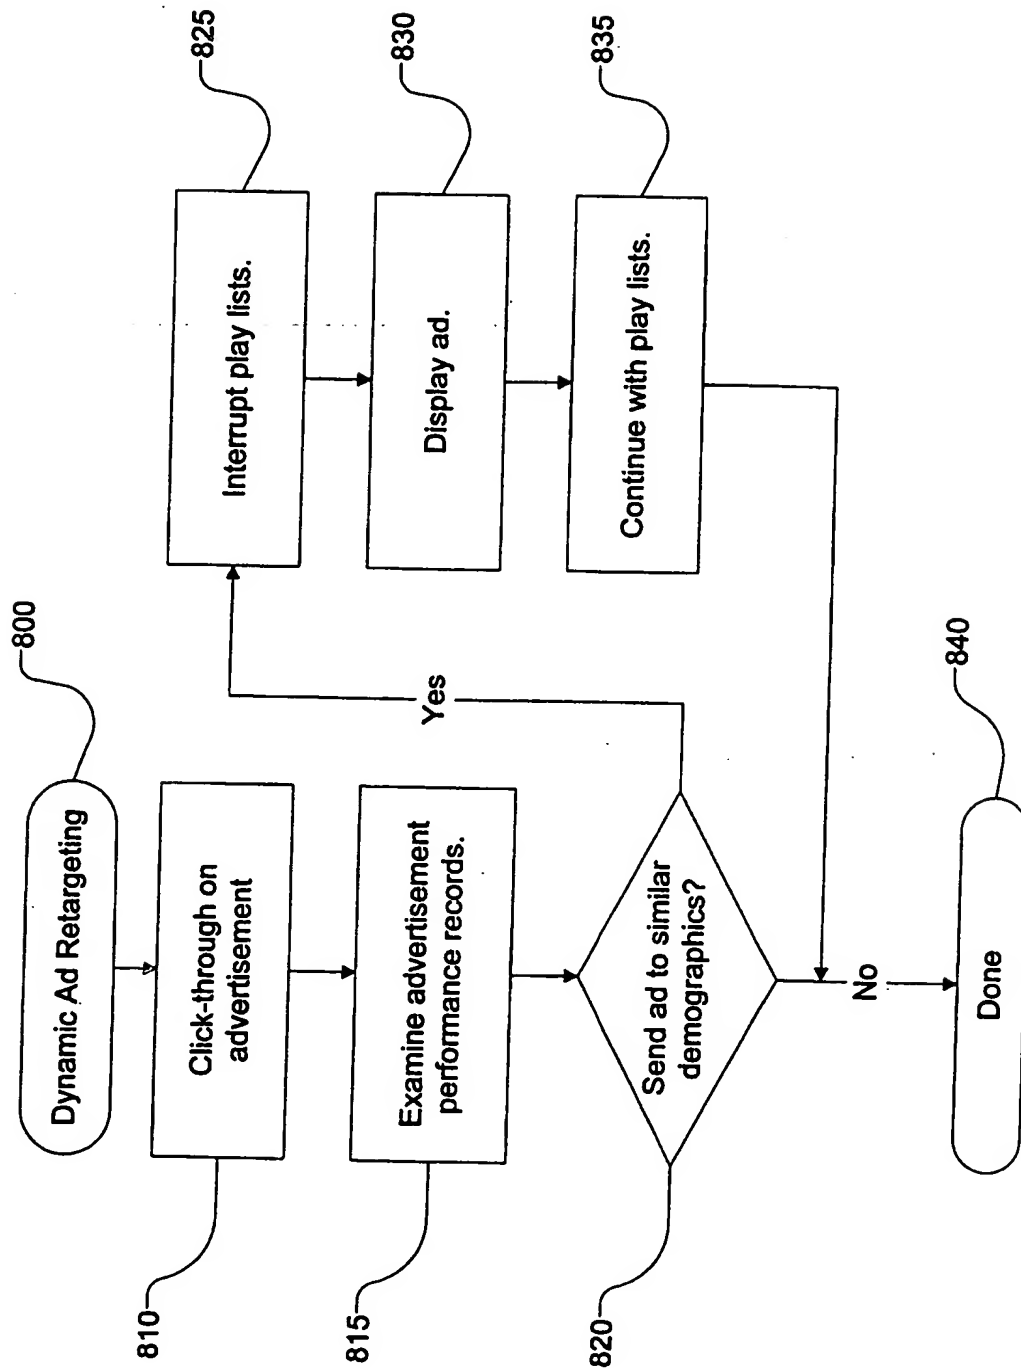 800
Dynamic Ad Retargeting
810
Click-through on
advertisement
815
Examine advertisement
performance records.
820
Send ad to similar
demographics?
Yes
825
Interrupt play lists.
830
Display ad.
835
Continue with play lists.
No
840
Done